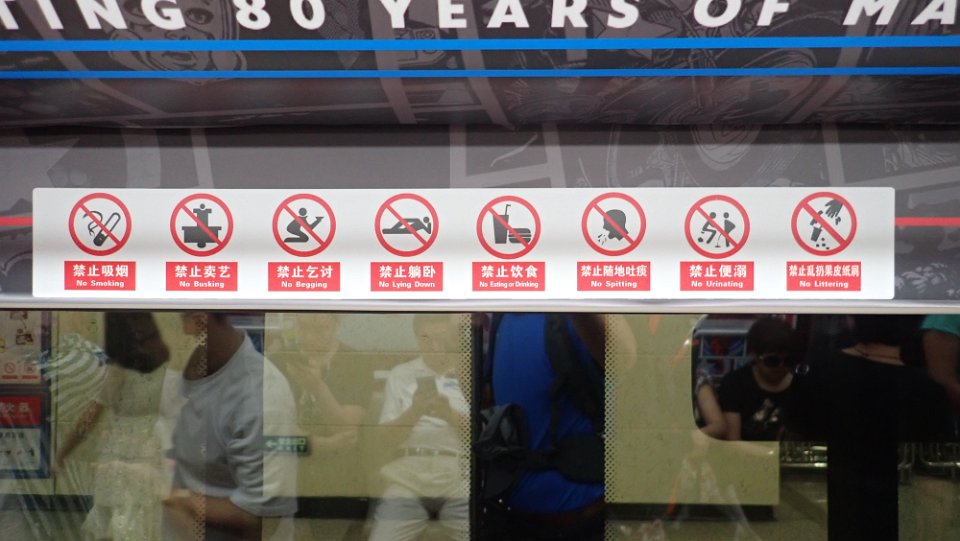 TING 80 YEARS OF MA
禁止吸烟
No Smoking
禁止卖艺
No Busking
禁止乞讨
No Begging
禁止躺卧
No Lying Down
禁止饮食
No Eating or Drinking
禁止随地吐痰
No Spitting
禁止便溺
No Urinating
禁止乱扔果皮纸屑
No Littering